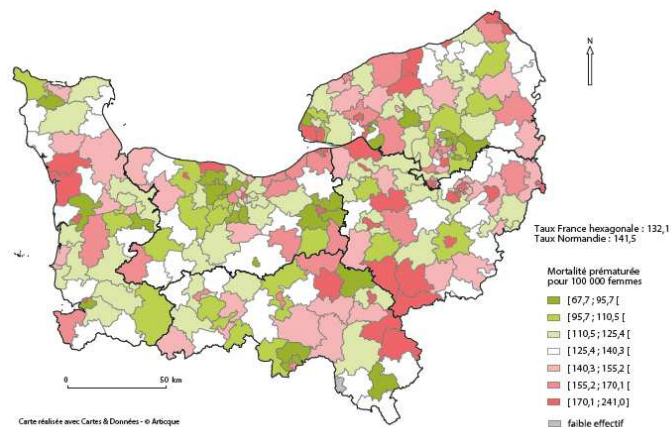 N
Taux France hexagonale : 132,1
Taux Normandie : 141,5
Mortalité prématurée
pour 100 000 femmes
[ 67,7 ; 95,7 [
[ 95,7 ; 110,5 [
[ 110,5 ; 125,4 [
[ 125,4 ; 140,3 [
[ 140,3 ; 155,2 [
[ 155,2 ; 170,1 [
[ 170,1 ; 241,0 ]
faible effectif
0
50 km
Carte réalisée avec Cartes & Données - © Articque